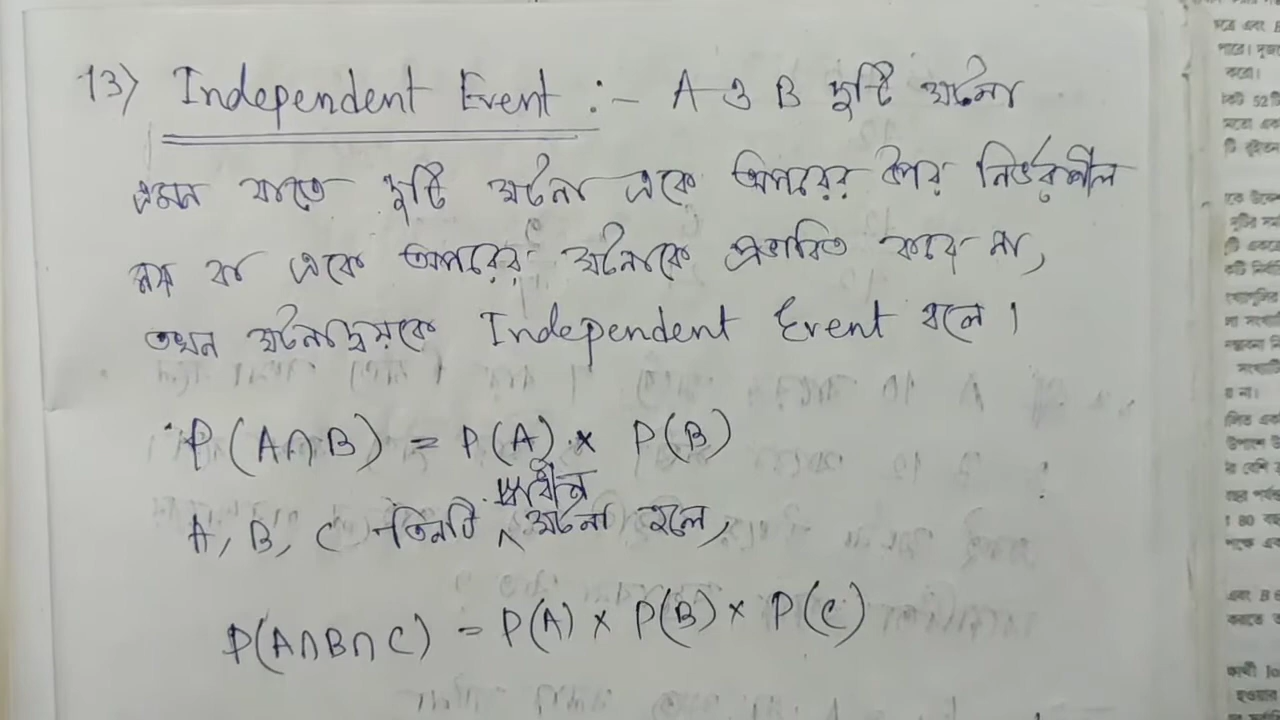 13) Independent Event :- A ও B দুটি ঘটনা
এমন যাতে দুটি ঘটনা একে অপরের উপর নির্ভরশীল
নয় বা একে অপরের ঘটনাকে প্রভাবিত করে না,
তখন ঘটনাদ্বয়কে Independent Event বলে।
P(A∩B) = P(A) × P(B)
A, B, C তিনটি স্বাধীন ঘটনা হলে,
P(A∩B∩C) = P(A) × P(B) × P(C)